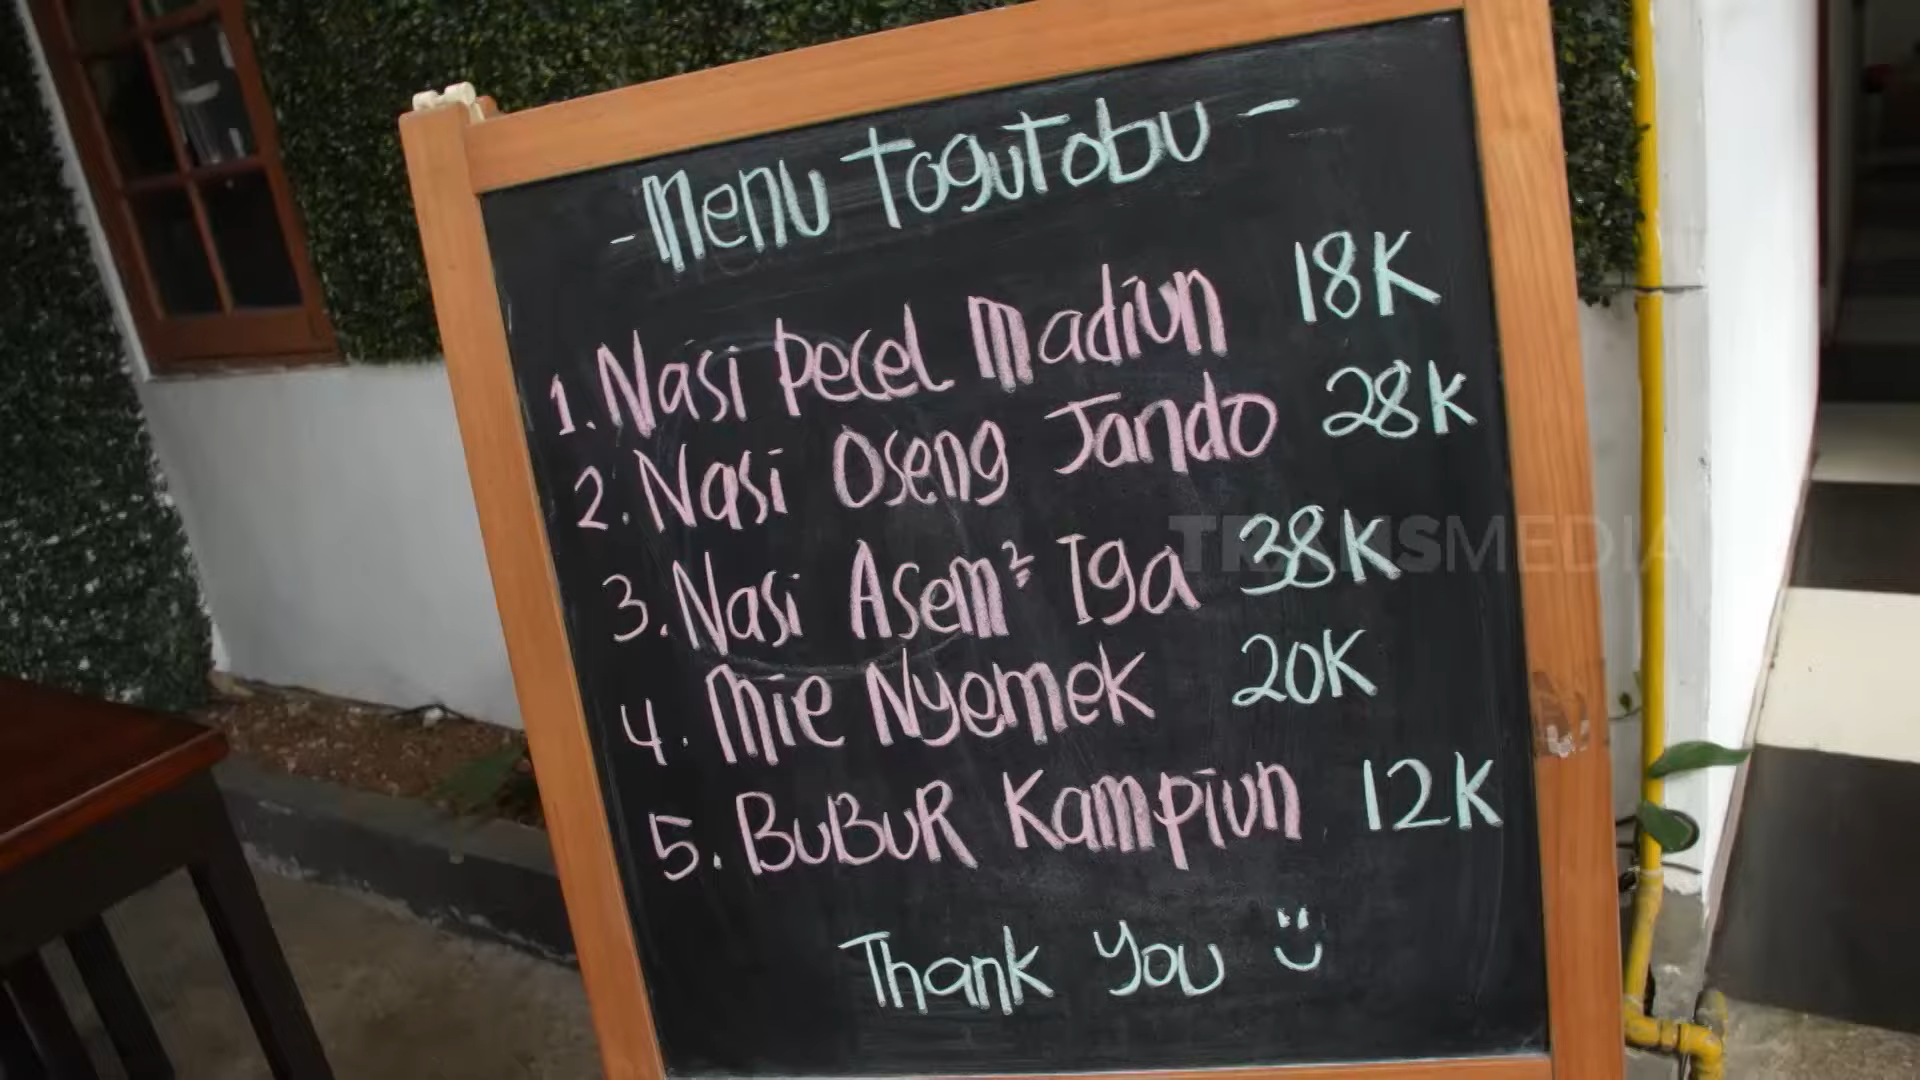 - Menu Togutobu -
1. Nasi Pecel Madiun 18K
2. Nasi Oseng Jando 28K
3. Nasi Asem² Iga 38K
4. Mie Nyemek 20K
5. BuBuR Kampiun 12K
Thank You
TRANSMEDIA